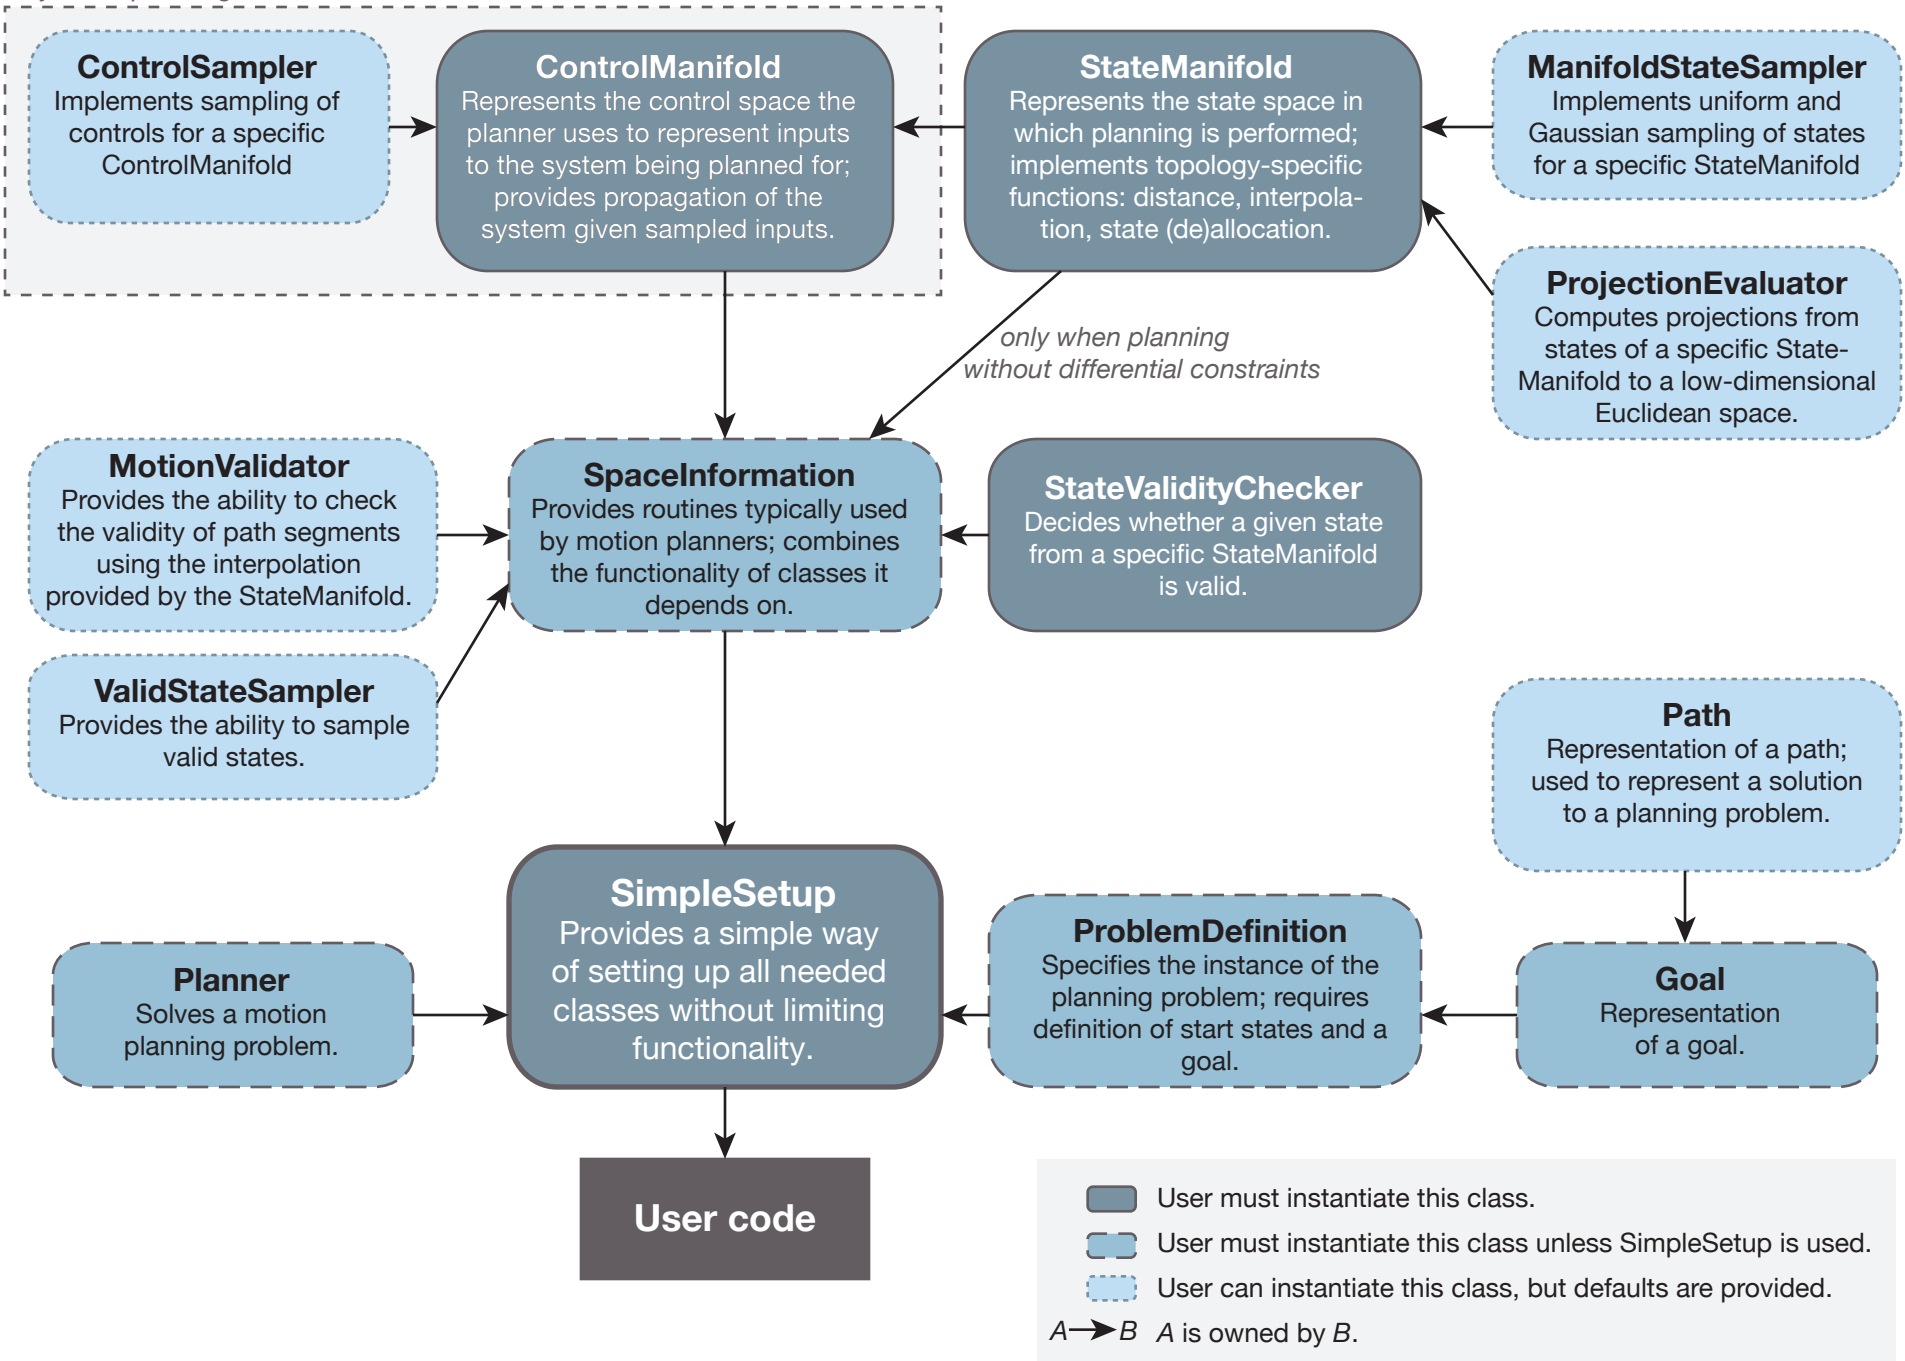 ControlSampler
Implements sampling of
controls for a specific
ControlManifold
ControlManifold
Represents the control space the
planner uses to represent inputs
to the system being planned for;
provides propagation of the
system given sampled inputs.
StateManifold
Represents the state space in
which planning is performed;
implements topology-specific
functions: distance, interpola-
tion, state (de)allocation.
ManifoldStateSampler
Implements uniform and
Gaussian sampling of states
for a specific StateManifold
ProjectionEvaluator
Computes projections from
states of a specific State-
Manifold to a low-dimensional
Euclidean space.
only when planning
without differential constraints
MotionValidator
Provides the ability to check
the validity of path segments
using the interpolation
provided by the StateManifold.
SpaceInformation
Provides routines typically used
by motion planners; combines
the functionality of classes it
depends on.
StateValidityChecker
Decides whether a given state
from a specific StateManifold
is valid.
ValidStateSampler
Provides the ability to sample
valid states.
Path
Representation of a path;
used to represent a solution
to a planning problem.
SimpleSetup
Provides a simple way
of setting up all needed
classes without limiting
functionality.
ProblemDefinition
Specifies the instance of the
planning problem; requires
definition of start states and a
goal.
Goal
Representation
of a goal.
Planner
Solves a motion
planning problem.
User code
User must instantiate this class.
User must instantiate this class unless SimpleSetup is used.
User can instantiate this class, but defaults are provided.
A B A is owned by B.